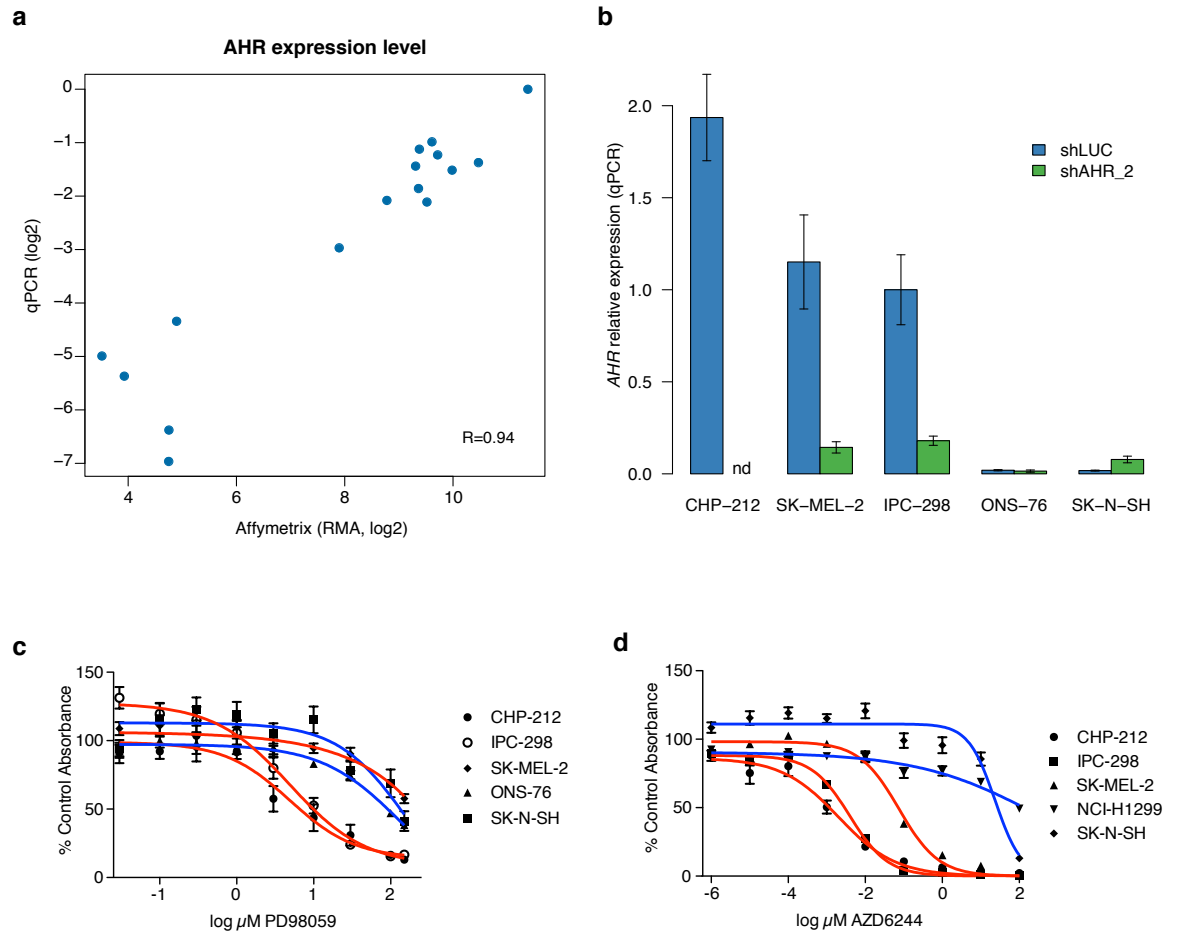 a
AHR expression level
0
−1
−2
−3
−4
−5
−6
−7
qPCR (log2)
R=0.94
4 6 8 10
Affymetrix (RMA, log2)
b
2.0
1.5
1.0
0.5
0.0
AHR relative expression (qPCR)
shLUC
shAHR_2
nd
CHP−212 SK−MEL−2 IPC−298 ONS−76 SK−N−SH
c
150
100
50
0
% Control Absorbance
-1 0 1 2
log µM PD98059
CHP-212
IPC-298
SK-MEL-2
ONS-76
SK-N-SH
d
150
100
50
0
% Control Absorbance
-6 -4 -2 0 2
log µM AZD6244
CHP-212
IPC-298
SK-MEL-2
NCI-H1299
SK-N-SH